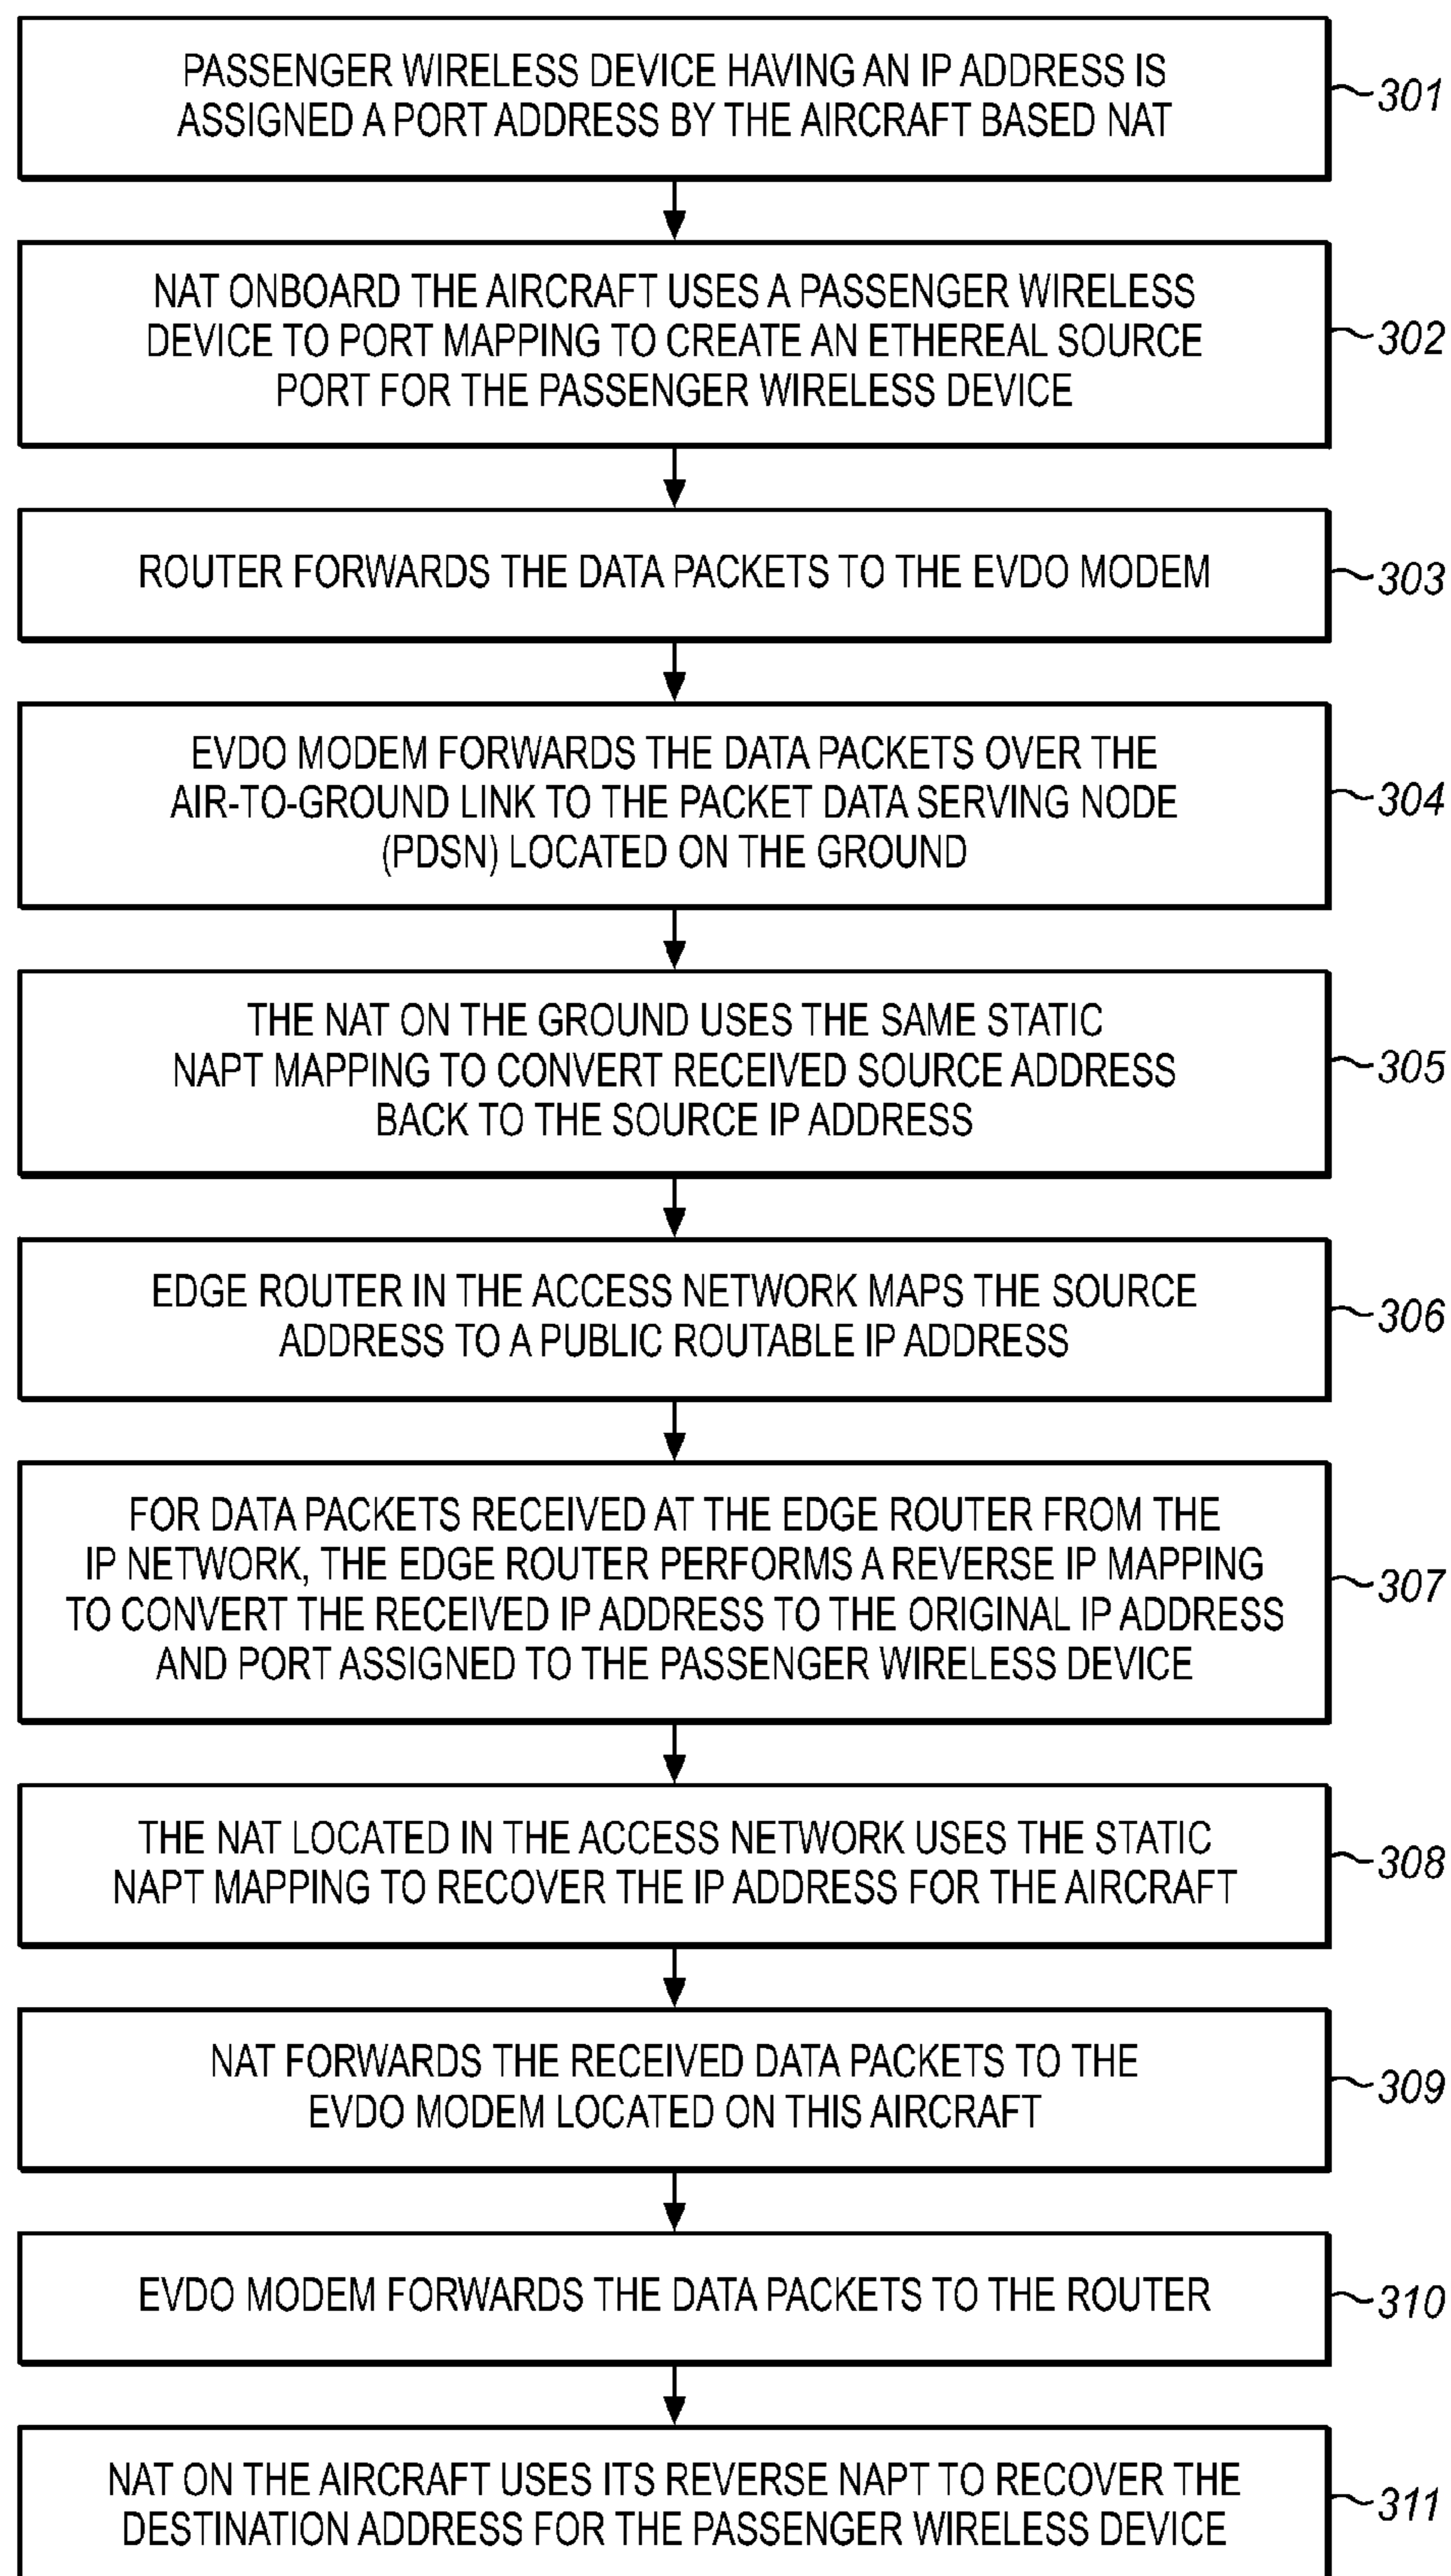 PASSENGER WIRELESS DEVICE HAVING AN IP ADDRESS IS
ASSIGNED A PORT ADDRESS BY THE AIRCRAFT BASED NAT
301
NAT ONBOARD THE AIRCRAFT USES A PASSENGER WIRELESS
DEVICE TO PORT MAPPING TO CREATE AN ETHEREAL SOURCE
PORT FOR THE PASSENGER WIRELESS DEVICE
302
ROUTER FORWARDS THE DATA PACKETS TO THE EVDO MODEM
303
EVDO MODEM FORWARDS THE DATA PACKETS OVER THE
AIR-TO-GROUND LINK TO THE PACKET DATA SERVING NODE
(PDSN) LOCATED ON THE GROUND
304
THE NAT ON THE GROUND USES THE SAME STATIC
NAPT MAPPING TO CONVERT RECEIVED SOURCE ADDRESS
BACK TO THE SOURCE IP ADDRESS
305
EDGE ROUTER IN THE ACCESS NETWORK MAPS THE SOURCE
ADDRESS TO A PUBLIC ROUTABLE IP ADDRESS
306
FOR DATA PACKETS RECEIVED AT THE EDGE ROUTER FROM THE
IP NETWORK, THE EDGE ROUTER PERFORMS A REVERSE IP MAPPING
TO CONVERT THE RECEIVED IP ADDRESS TO THE ORIGINAL IP ADDRESS
AND PORT ASSIGNED TO THE PASSENGER WIRELESS DEVICE
307
THE NAT LOCATED IN THE ACCESS NETWORK USES THE STATIC
NAPT MAPPING TO RECOVER THE IP ADDRESS FOR THE AIRCRAFT
308
NAT FORWARDS THE RECEIVED DATA PACKETS TO THE
EVDO MODEM LOCATED ON THIS AIRCRAFT
309
EVDO MODEM FORWARDS THE DATA PACKETS TO THE ROUTER
310
NAT ON THE AIRCRAFT USES ITS REVERSE NAPT TO RECOVER THE
DESTINATION ADDRESS FOR THE PASSENGER WIRELESS DEVICE
311